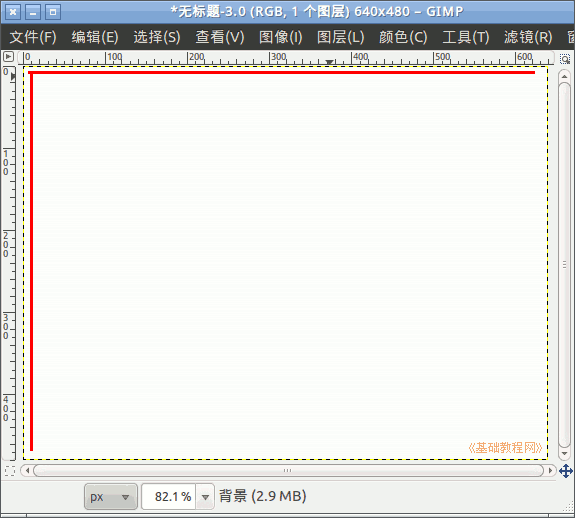 *无标题-3.0 (RGB, 1 个图层) 640x480 – GIMP
文件(F) 编辑(E) 选择(S) 查看(V) 图像(I) 图层(L) 颜色(C) 工具(T) 滤镜(R)
0 100 200 300 400 500 600
0
100
200
300
400
《基础教程网》
px 82.1% 背景 (2.9 MB)